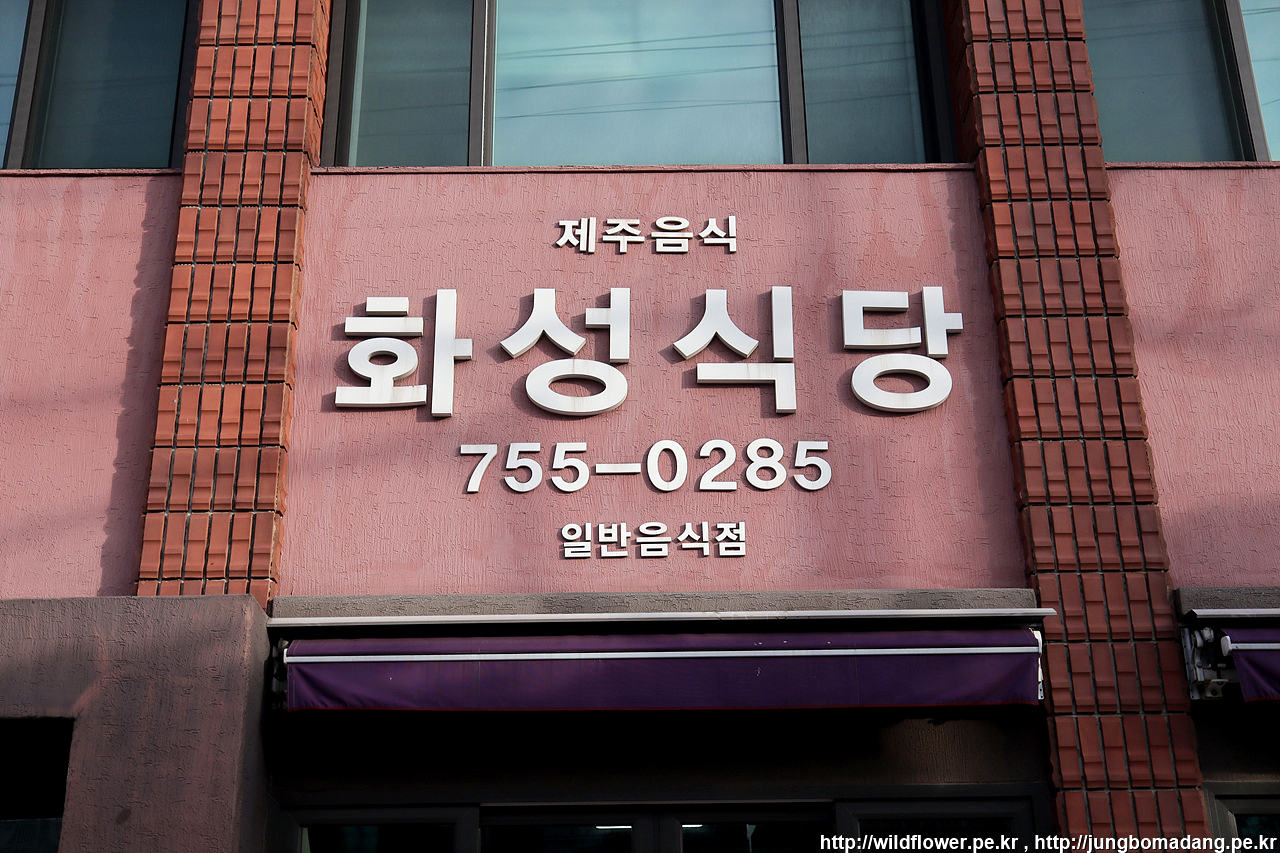 제주음식
화성식당
755-0285
일반음식점
http://wildflower.pe.kr , http://jungbomadang.pe.kr